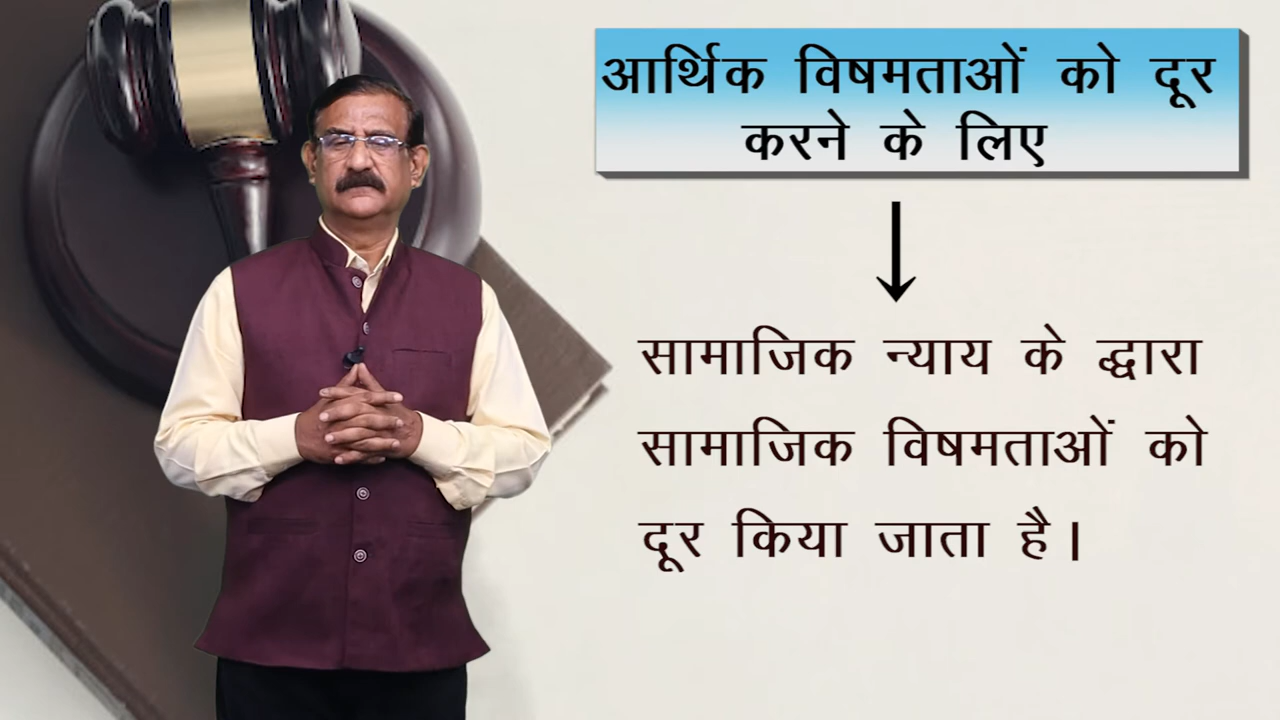 आर्थिक विषमताओं को दूर
करने के लिए
सामाजिक न्याय के द्धारा
सामाजिक विषमताओं को
दूर किया जाता है।